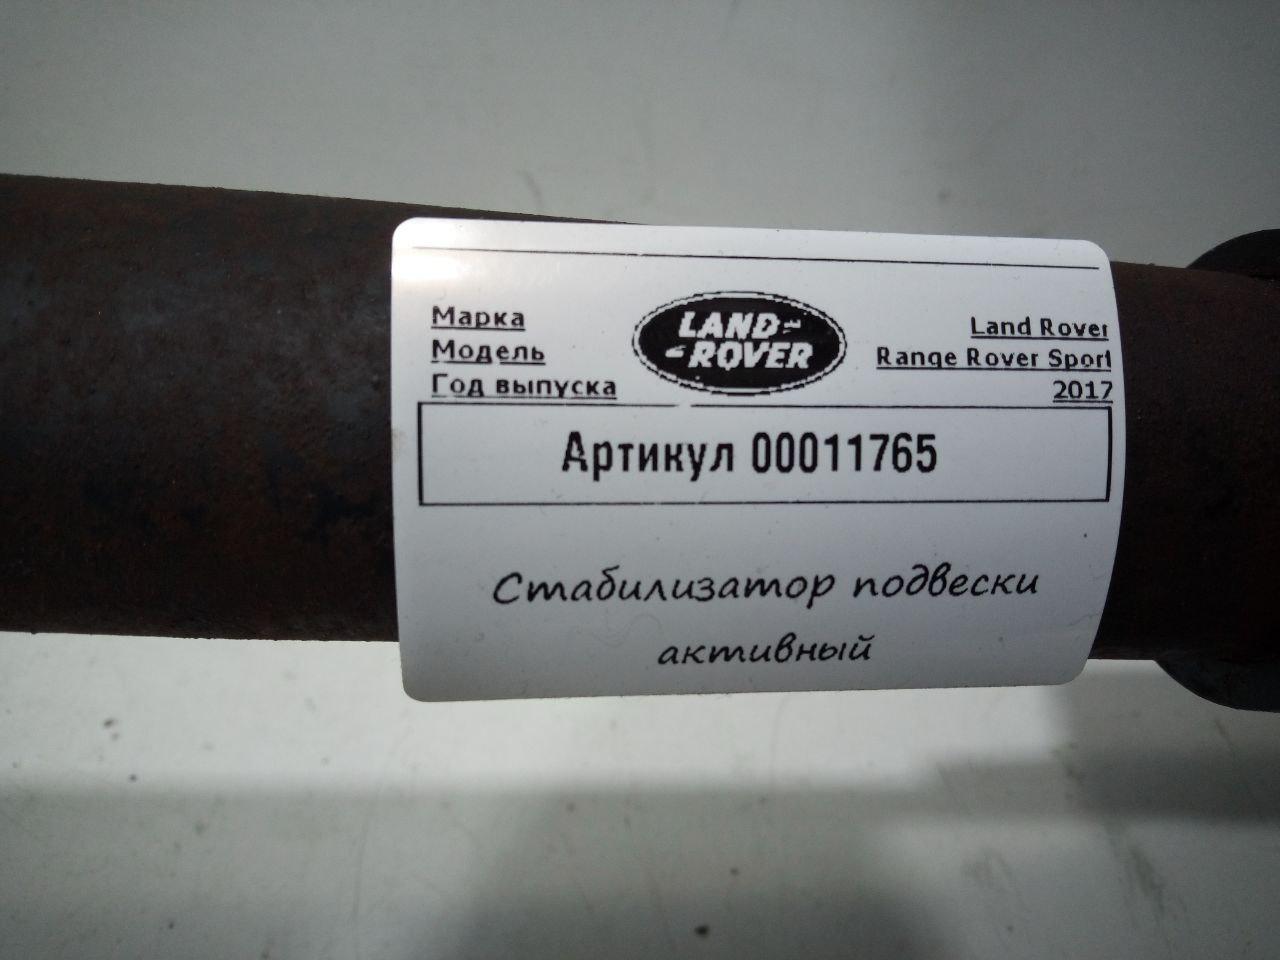 Марка
Модель
Год выпуска
LAND-
-ROVER
Land Rover
Range Rover Sport
2017
Артикул 00011765
Стабилизатор подвески
активный